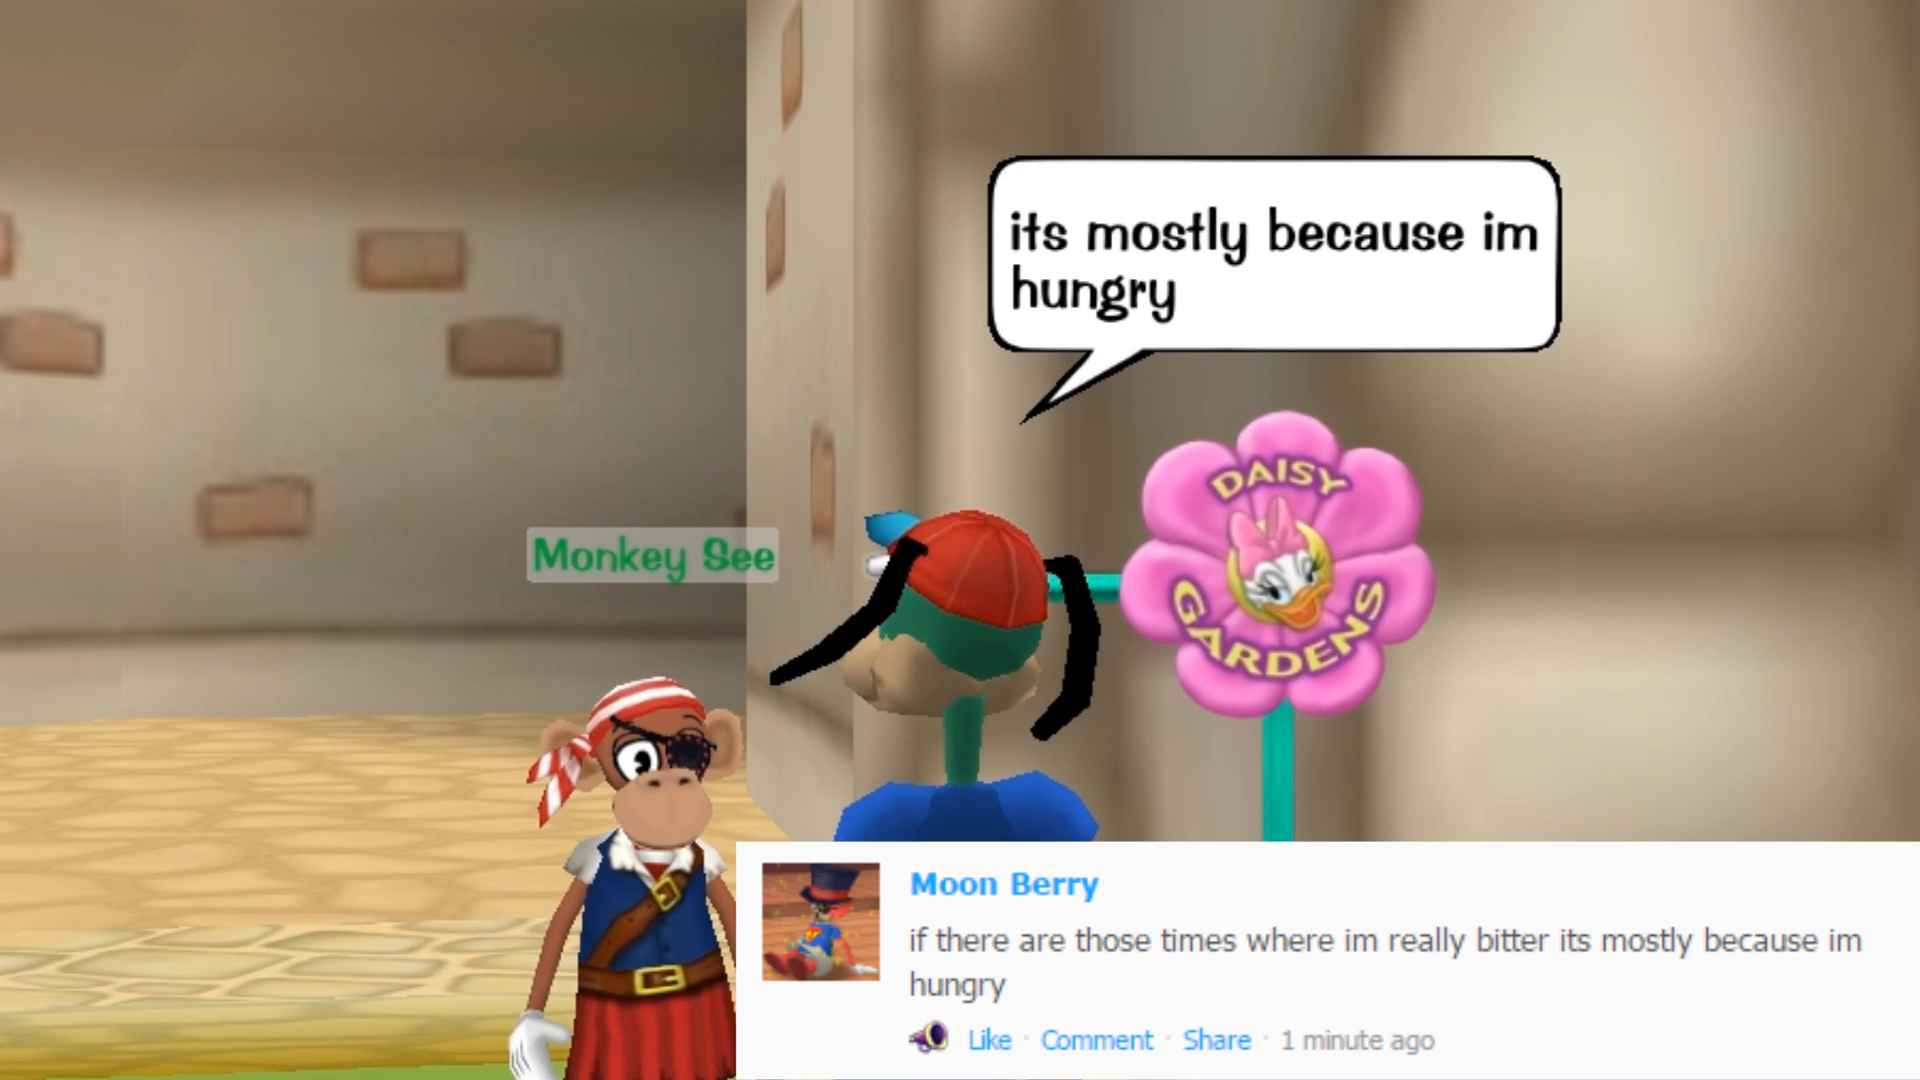 its mostly because im
hungry
DAISY
GARDENS
Monkey See
Moon Berry
if there are those times where im really bitter its mostly because im
hungry
Like · Comment · Share · 1 minute ago